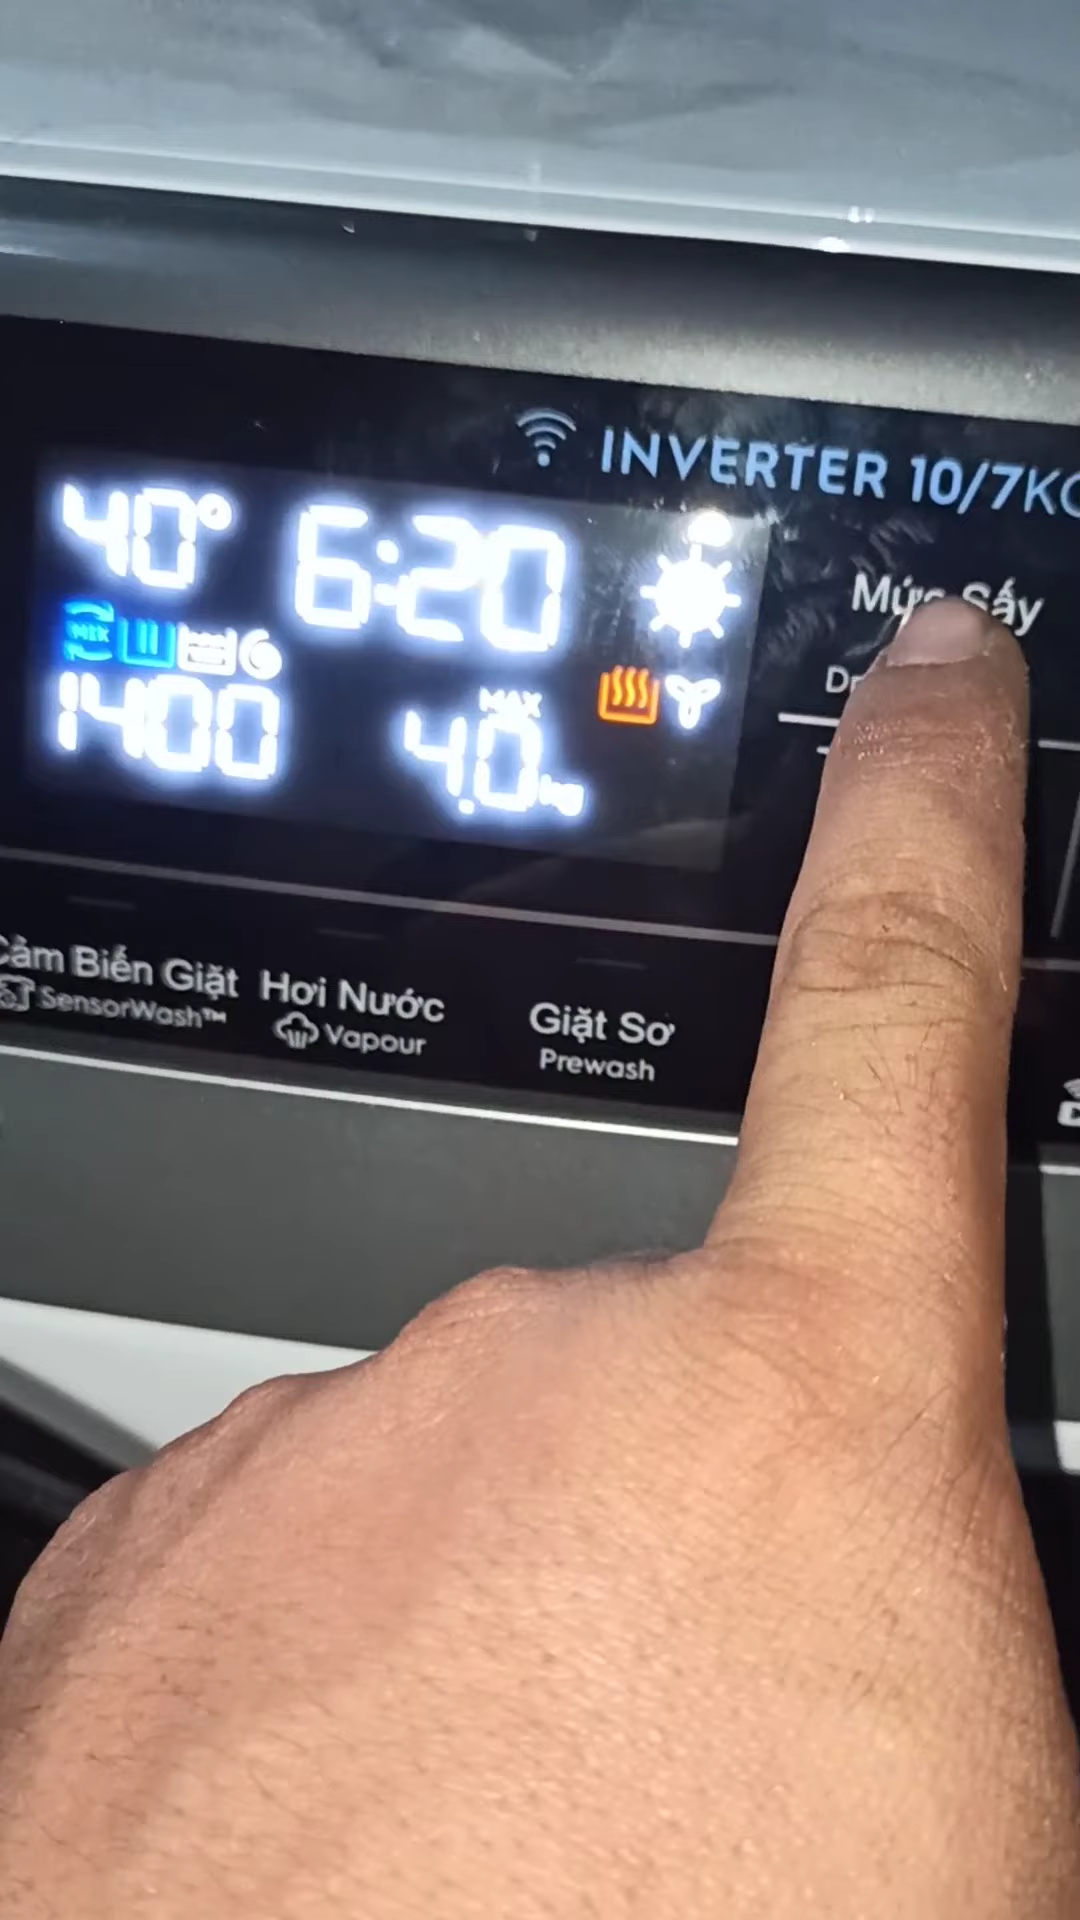 INVERTER 10/7KG
40° 6:20
MIX
1400
MAX
4.0kg
Mức Sấy
Cảm Biến Giặt
SensorWash™
Hơi Nước
Vapour
Giặt Sơ
Prewash